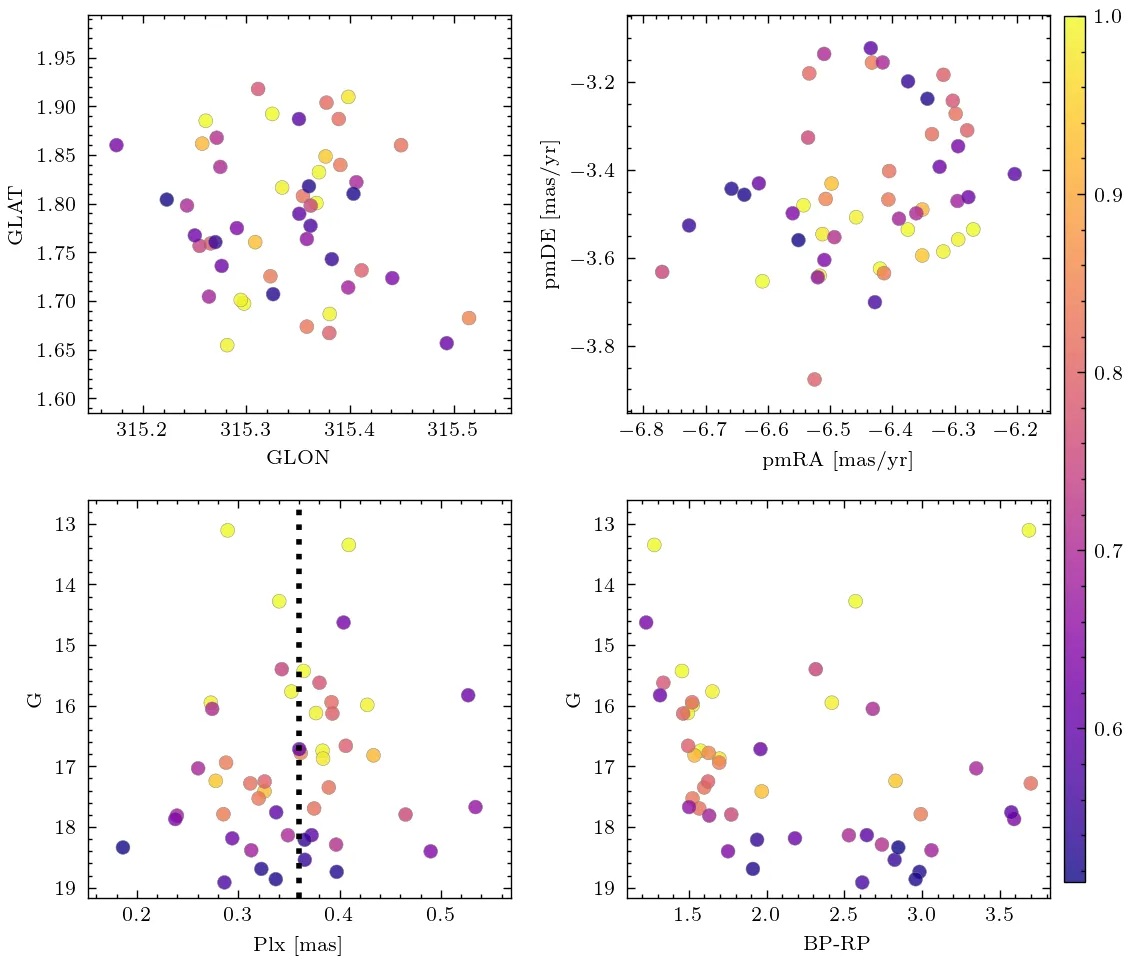 1.95
1.90
1.85
1.80
1.75
1.70
1.65
1.60
GLAT
315.2 315.3 315.4 315.5
GLON
−3.2
−3.4
−3.6
−3.8
pmDE [mas/yr]
−6.8 −6.7 −6.6 −6.5 −6.4 −6.3 −6.2
pmRA [mas/yr]
1.0
0.9
0.8
0.7
0.6
13
14
15
16
17
18
19
G
0.2 0.3 0.4 0.5
Plx [mas]
13
14
15
16
17
18
19
G
1.5 2.0 2.5 3.0 3.5
BP-RP